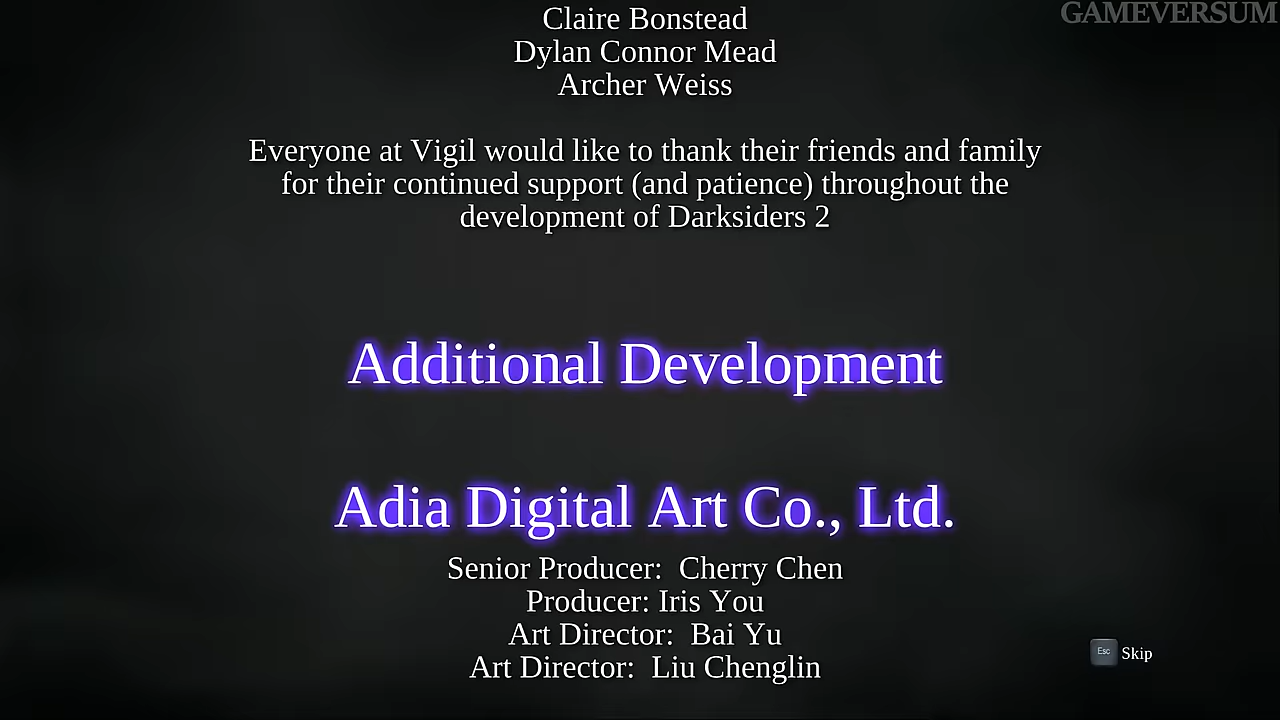 GAMEVERSUM
Claire Bonstead
Dylan Connor Mead
Archer Weiss
Everyone at Vigil would like to thank their friends and family
for their continued support (and patience) throughout the
development of Darksiders 2
Additional Development
Adia Digital Art Co., Ltd.
Senior Producer:  Cherry Chen
Producer: Iris You
Art Director:  Bai Yu
Art Director:  Liu Chenglin
Esc Skip